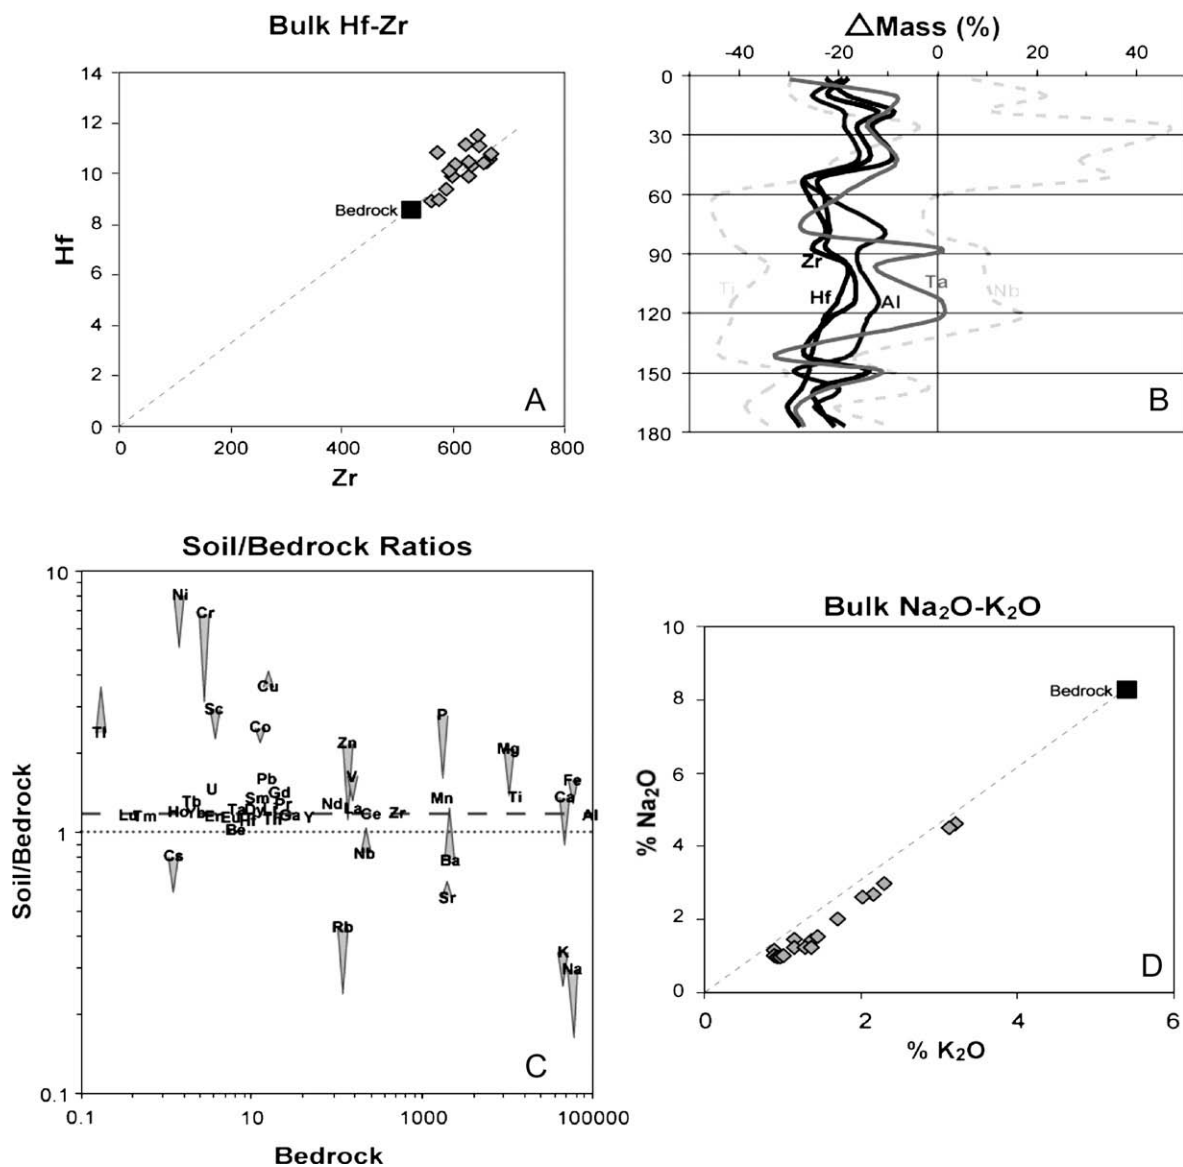 Bulk Hf-Zr
14
12
10
8
6
4
2
0
Hf
Bedrock
A
0 200 400 600 800
Zr
△Mass (%)
-40 -20 0 20 40
0
30
60
90
120
150
180
Zr
Ti Hf Al Ta Nb
B
Soil/Bedrock Ratios
10
1
0.1
Soil/Bedrock
Ni
Cr
Cu
Tl Sc Co P
Zn Mg
Pb V Fe
U Gd
Tb Sm Pr Nd Mn Ti Ca
Lu Tm Ho Yb Er Ta Dy Ga Y La Ce Zr Al
Eu Hf Th
Be
Cs Nb Ba
Sr
Rb
K
Na
C
0.1 10 1000 100000
Bedrock
Bulk Na₂O-K₂O
10
8
6
4
2
0
% Na₂O
Bedrock
D
0 2 4 6
% K₂O